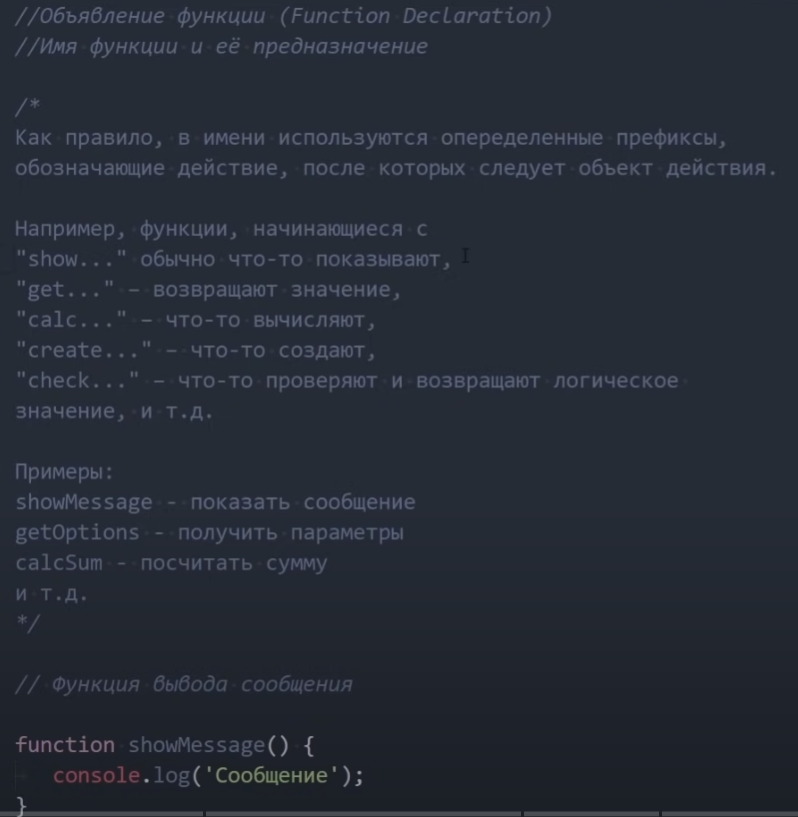 //Объявление функции (Function Declaration)
//Имя функции и её предназначение
/*
Как правило, в имени используются опеределенные префиксы,
обозначающие действие, после которых следует объект действия.
Например, функции, начинающиеся с
"show..." обычно что-то показывают,
"get..." – возвращают значение,
"calc..." – что-то вычисляют,
"create..." – что-то создают,
"check..." – что-то проверяют и возвращают логическое
значение, и т.д.
Примеры:
showMessage - показать сообщение
getOptions - получить параметры
calcSum - посчитать сумму
и т.д.
*/
// Функция вывода сообщения
function showMessage() {
console.log('Сообщение');
}